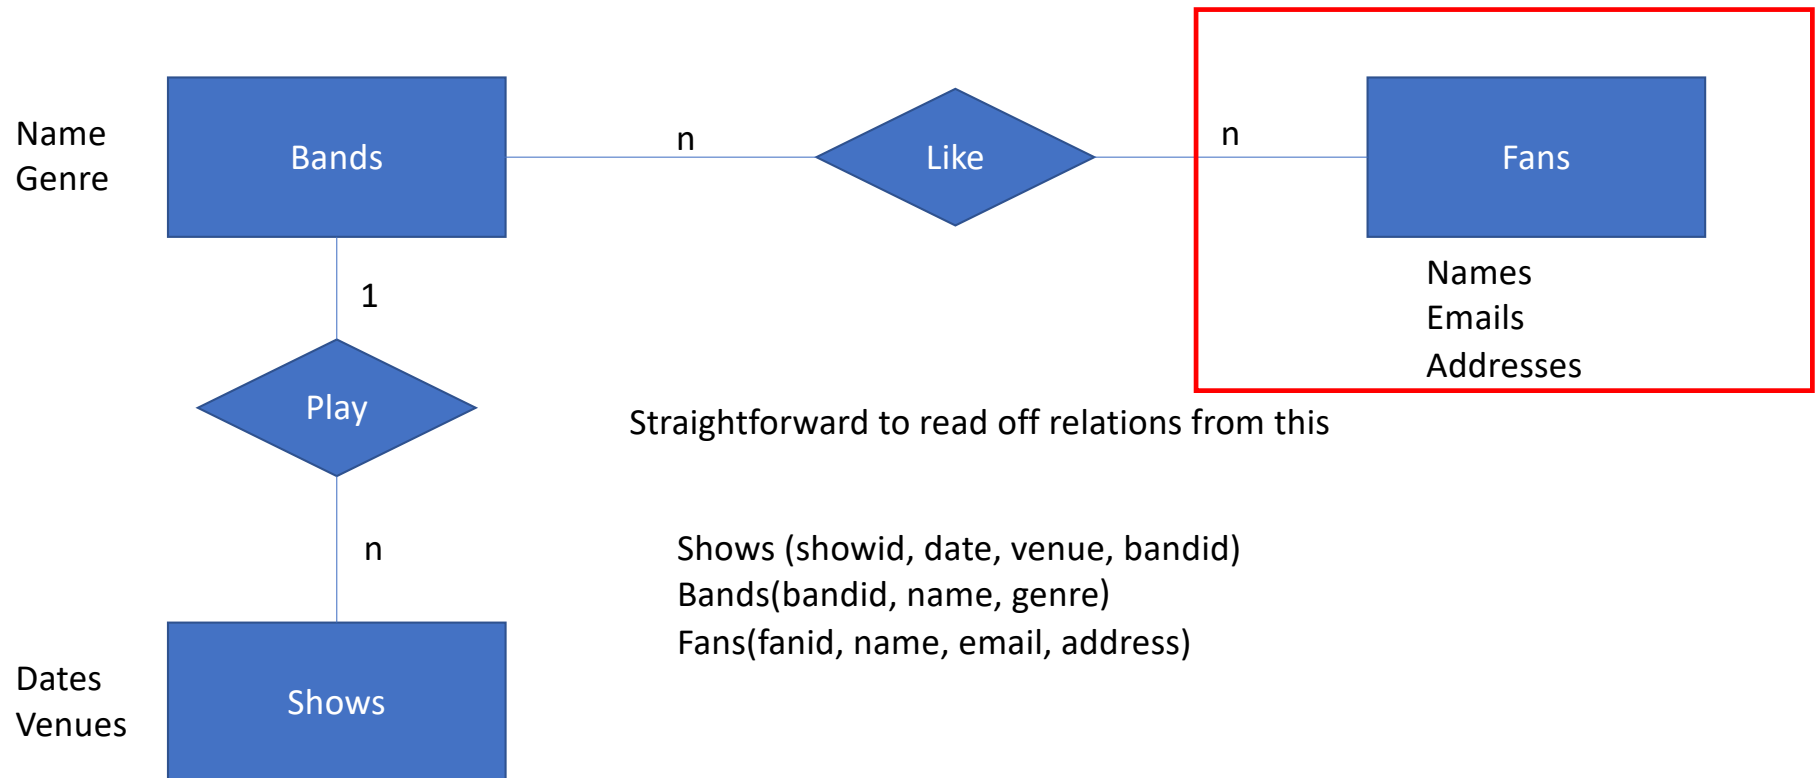 Name
Genre
Bands
n
Like
n
Fans
Names
Emails
Addresses
1
Play
Straightforward to read off relations from this
n
Shows (showid, date, venue, bandid)
Bands(bandid, name, genre)
Fans(fanid, name, email, address)
Dates
Venues
Shows